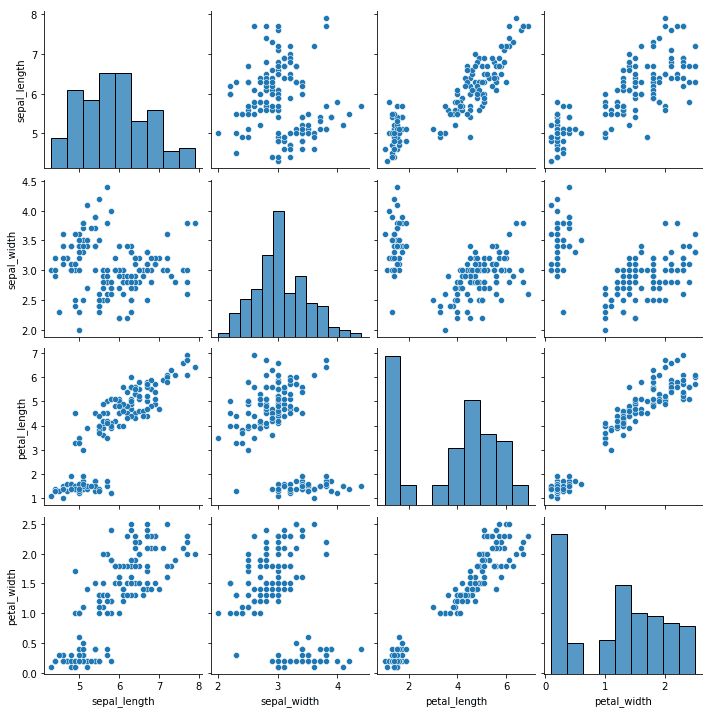 8
7
6
5
sepal_length
4.5
4.0
3.5
3.0
2.5
2.0
sepal_width
7
6
5
4
3
2
1
petal_length
2.5
2.0
1.5
1.0
0.5
0.0
petal_width
5 6 7 8
sepal_length
2 3 4
sepal_width
2 4 6
petal_length
0 1 2
petal_width